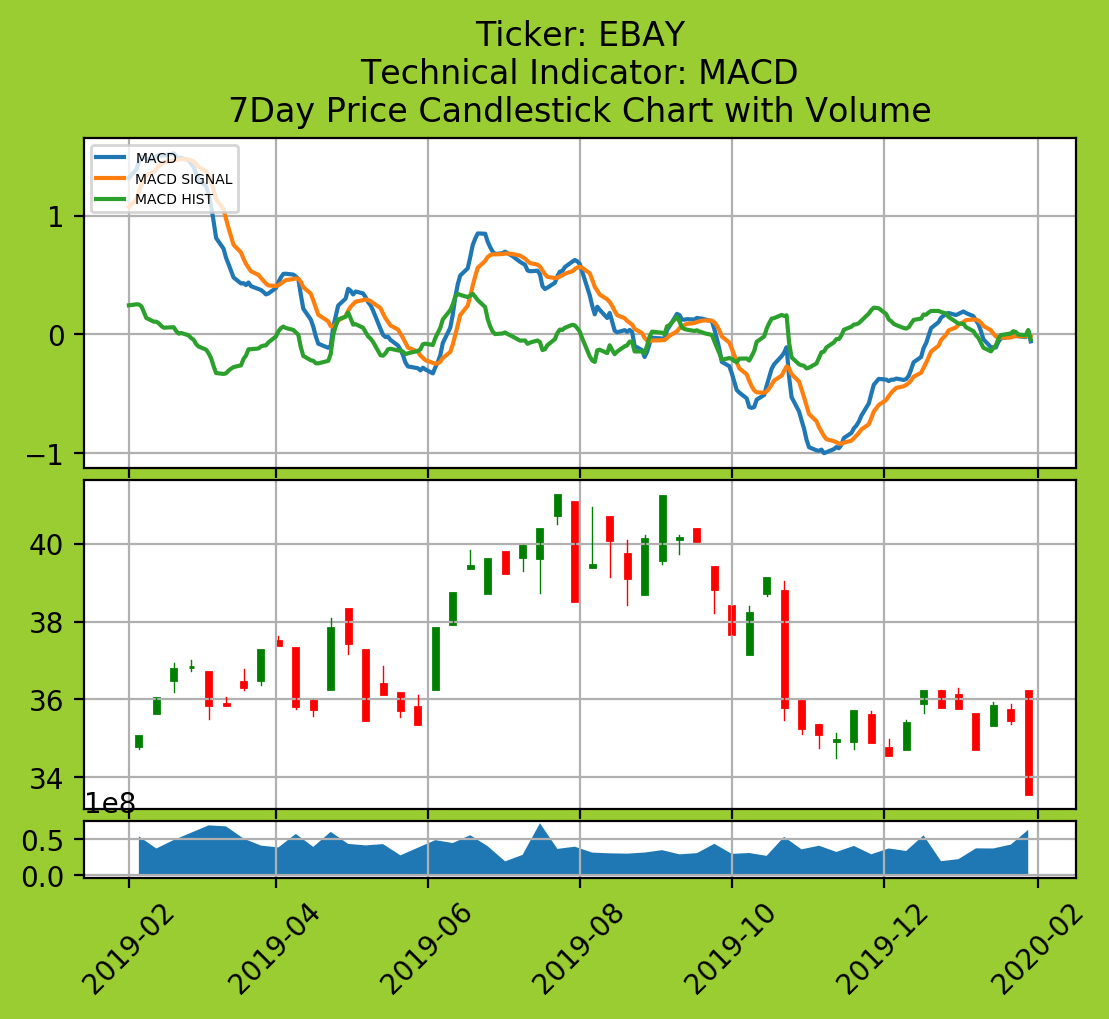 Ticker: EBAY
Technical Indicator: MACD
7Day Price Candlestick Chart with Volume
MACD
MACD SIGNAL
MACD HIST
1
0
−1
40
38
36
34
1e8
0.5
0.0
2019-02
2019-04
2019-06
2019-08
2019-10
2019-12
2020-02